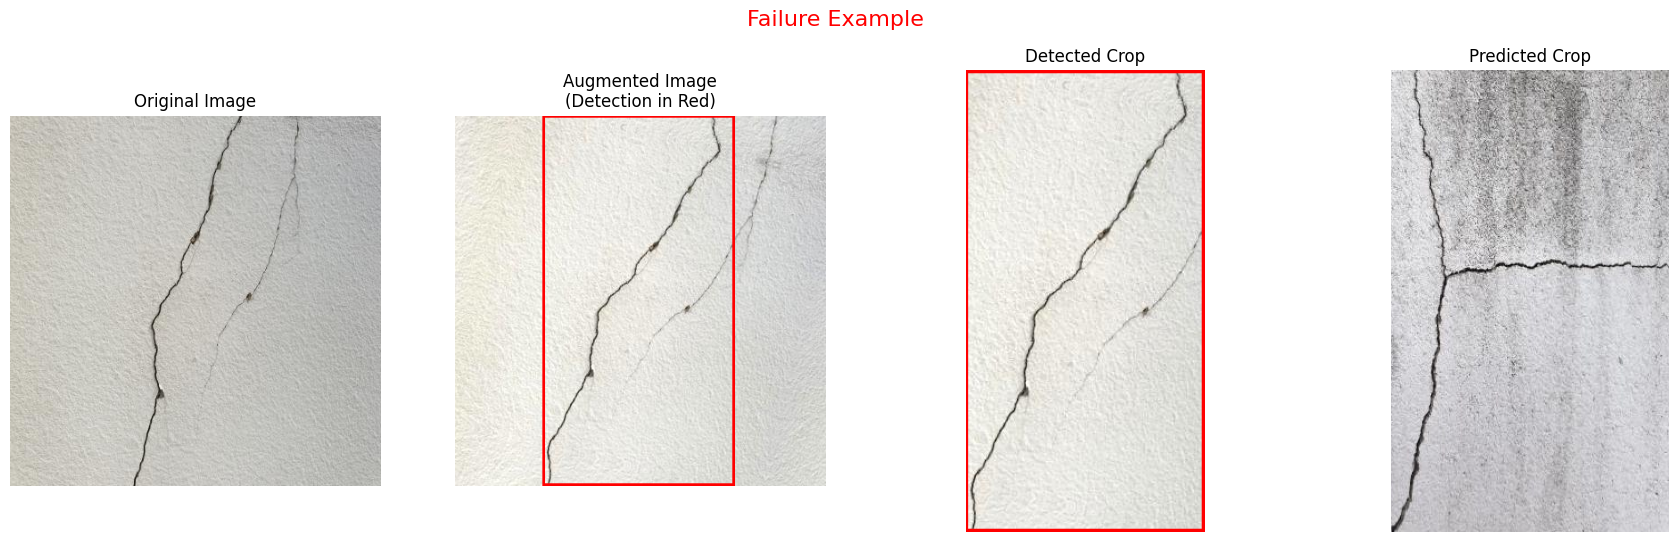 Failure Example
Original Image
Augmented Image
(Detection in Red)
Detected Crop
Predicted Crop